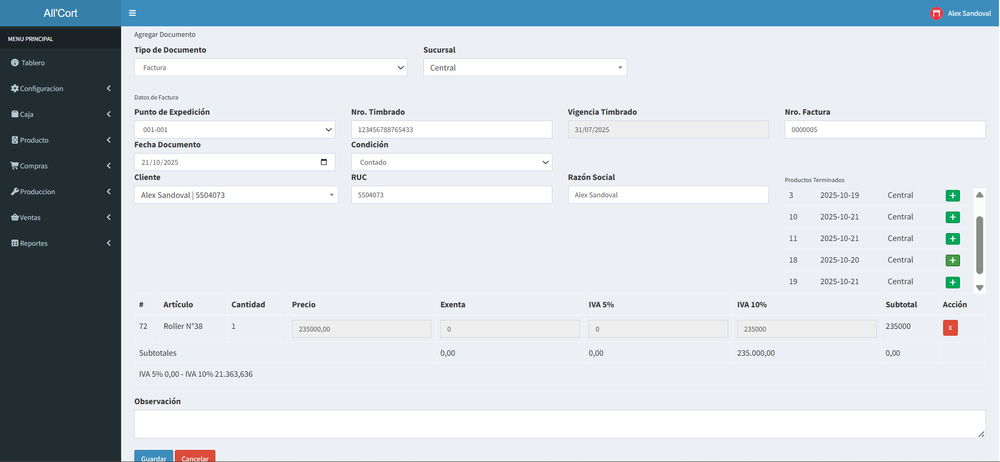 All'Cort
Alex Sandoval
MENU PRINCIPAL
Tablero
Configuracion
Caja
Producto
Compras
Produccion
Ventas
Reportes
Agregar Documento
Tipo de Documento Sucursal
Factura Central
Datos de Factura
Punto de Expedición Nro. Timbrado Vigencia Timbrado Nro. Factura
001-001 123456788765433 31/07/2025 0000005
Fecha Documento Condición
21/10/2025 Contado
Cliente RUC Razón Social
Alex Sandoval | 5504073 5504073 Alex Sandoval
Productos Terminados
3 2025-10-19 Central +
10 2025-10-21 Central +
11 2025-10-21 Central +
18 2025-10-20 Central +
19 2025-10-21 Central +
# Artículo Cantidad Precio Exenta IVA 5% IVA 10% Subtotal Acción
72 Roller N°38 1 235000,00 0 0 235000 235000 x
Subtotales 0,00 0,00 235.000,00 0,00
IVA 5% 0,00 - IVA 10% 21.363,636
Observación
Guardar Cancelar